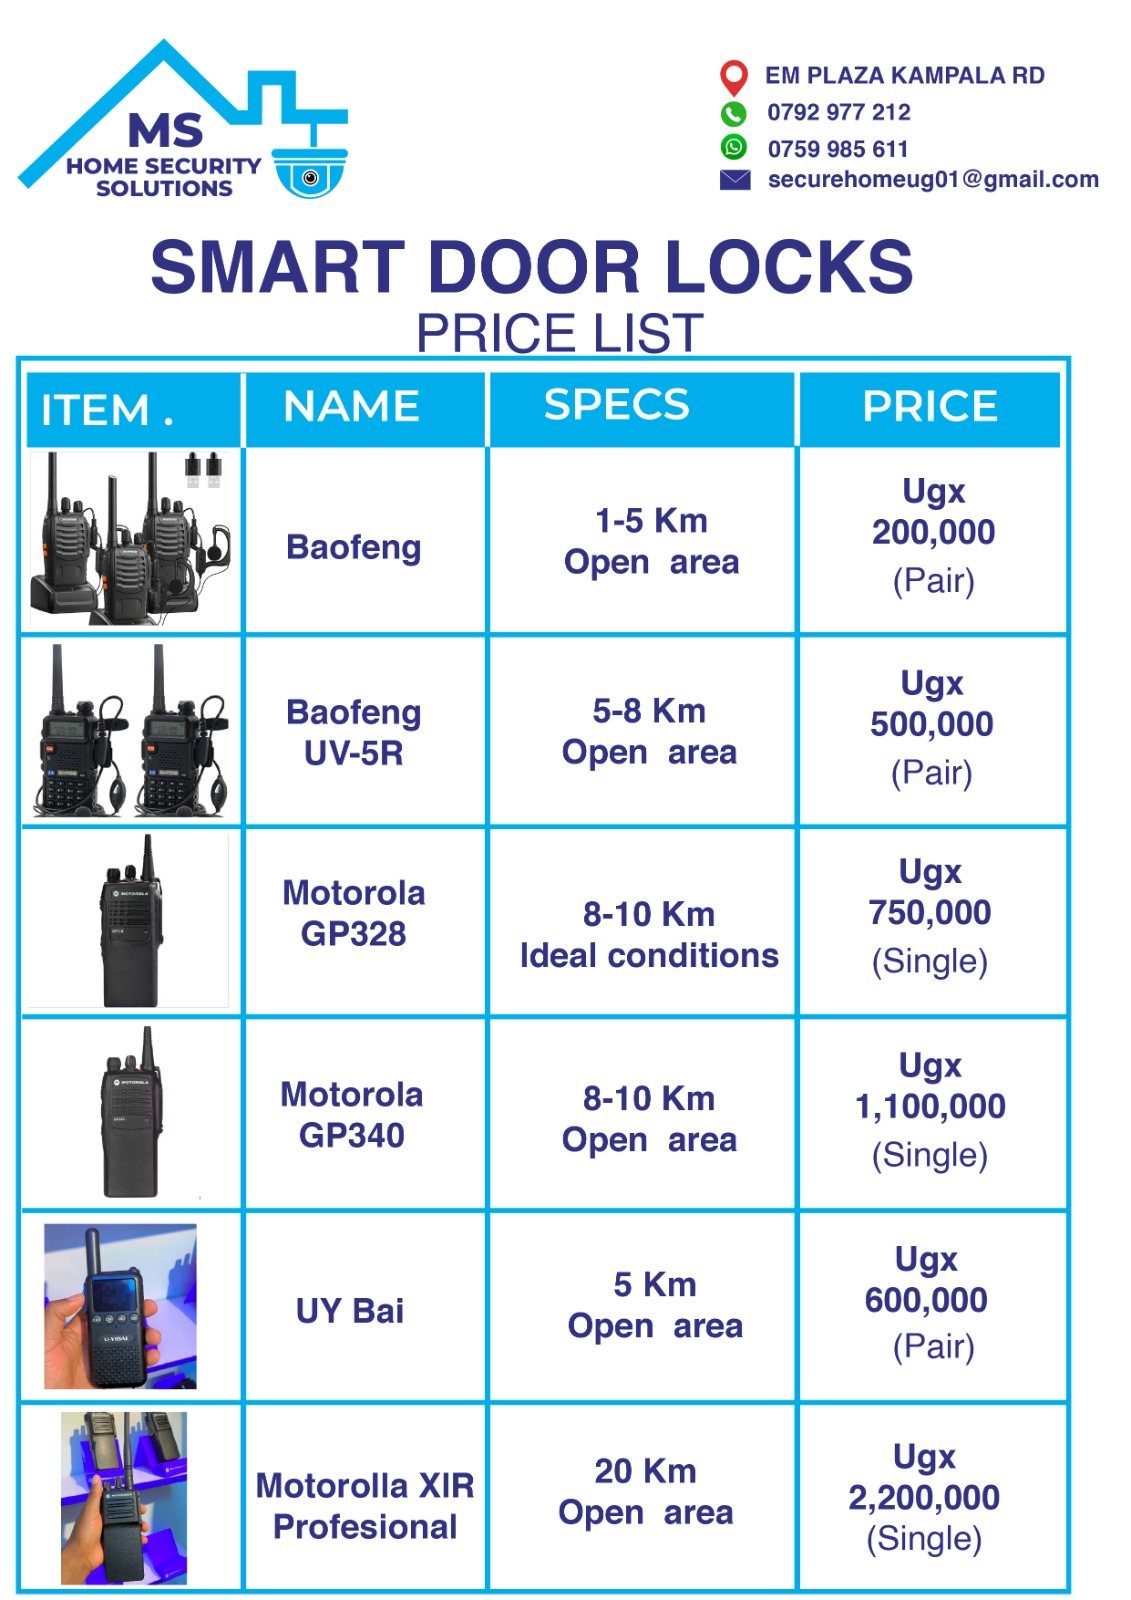 MS
HOME SECURITY
SOLUTIONS
EM PLAZA KAMPALA RD
0792 977 212
0759 985 611
securehomeug01@gmail.com
SMART DOOR LOCKS
PRICE LIST
ITEM .
NAME
SPECS
PRICE
Baofeng
1-5 Km
Open area
Ugx
200,000
(Pair)
Baofeng
UV-5R
5-8 Km
Open area
Ugx
500,000
(Pair)
MOTOROLA
Motorola
GP328
8-10 Km
Ideal conditions
Ugx
750,000
(Single)
MOTOROLA
GP340
Motorola
GP340
8-10 Km
Open area
Ugx
1,100,000
(Single)
U-YIBAI
UY Bai
5 Km
Open area
Ugx
600,000
(Pair)
Motorolla XIR
Profesional
20 Km
Open area
Ugx
2,200,000
(Single)